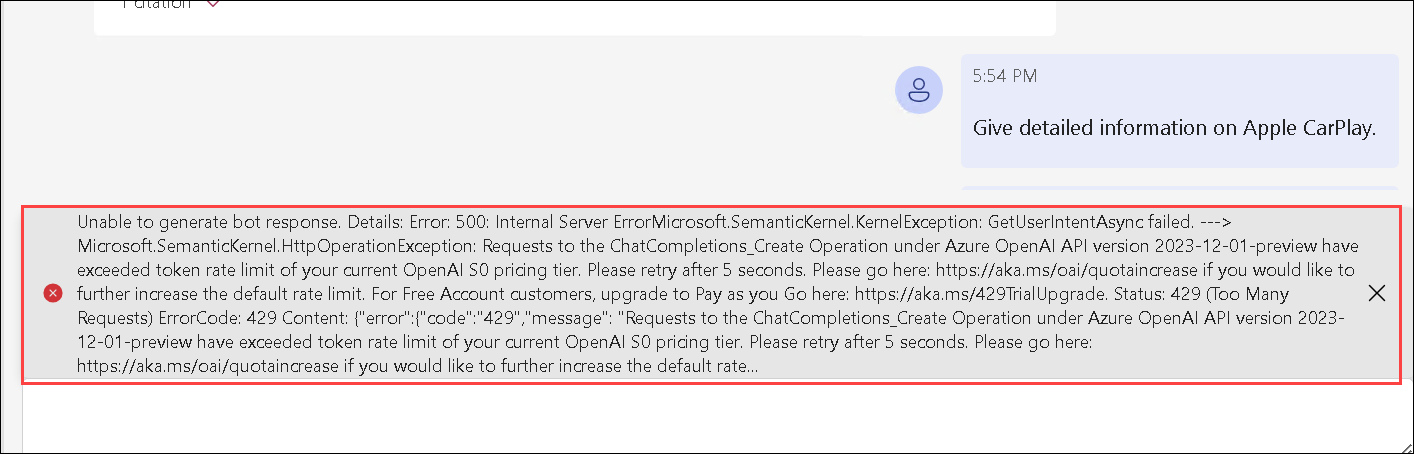 1 citation
5:54 PM
Give detailed information on Apple CarPlay.
Unable to generate bot response. Details: Error: 500: Internal Server ErrorMicrosoft.SemanticKernel.KernelException: GetUserIntentAsync failed. --->
Microsoft.SemanticKernel.HttpOperationException: Requests to the ChatCompletions_Create Operation under Azure OpenAI API version 2023-12-01-preview have
exceeded token rate limit of your current OpenAI S0 pricing tier. Please retry after 5 seconds. Please go here: https://aka.ms/oai/quotaincrease if you would like to
further increase the default rate limit. For Free Account customers, upgrade to Pay as you Go here: https://aka.ms/429TrialUpgrade. Status: 429 (Too Many
Requests) ErrorCode: 429 Content: {"error":{"code":"429","message": "Requests to the ChatCompletions_Create Operation under Azure OpenAI API version 2023-
12-01-preview have exceeded token rate limit of your current OpenAI S0 pricing tier. Please retry after 5 seconds. Please go here:
https://aka.ms/oai/quotaincrease if you would like to further increase the default rate...